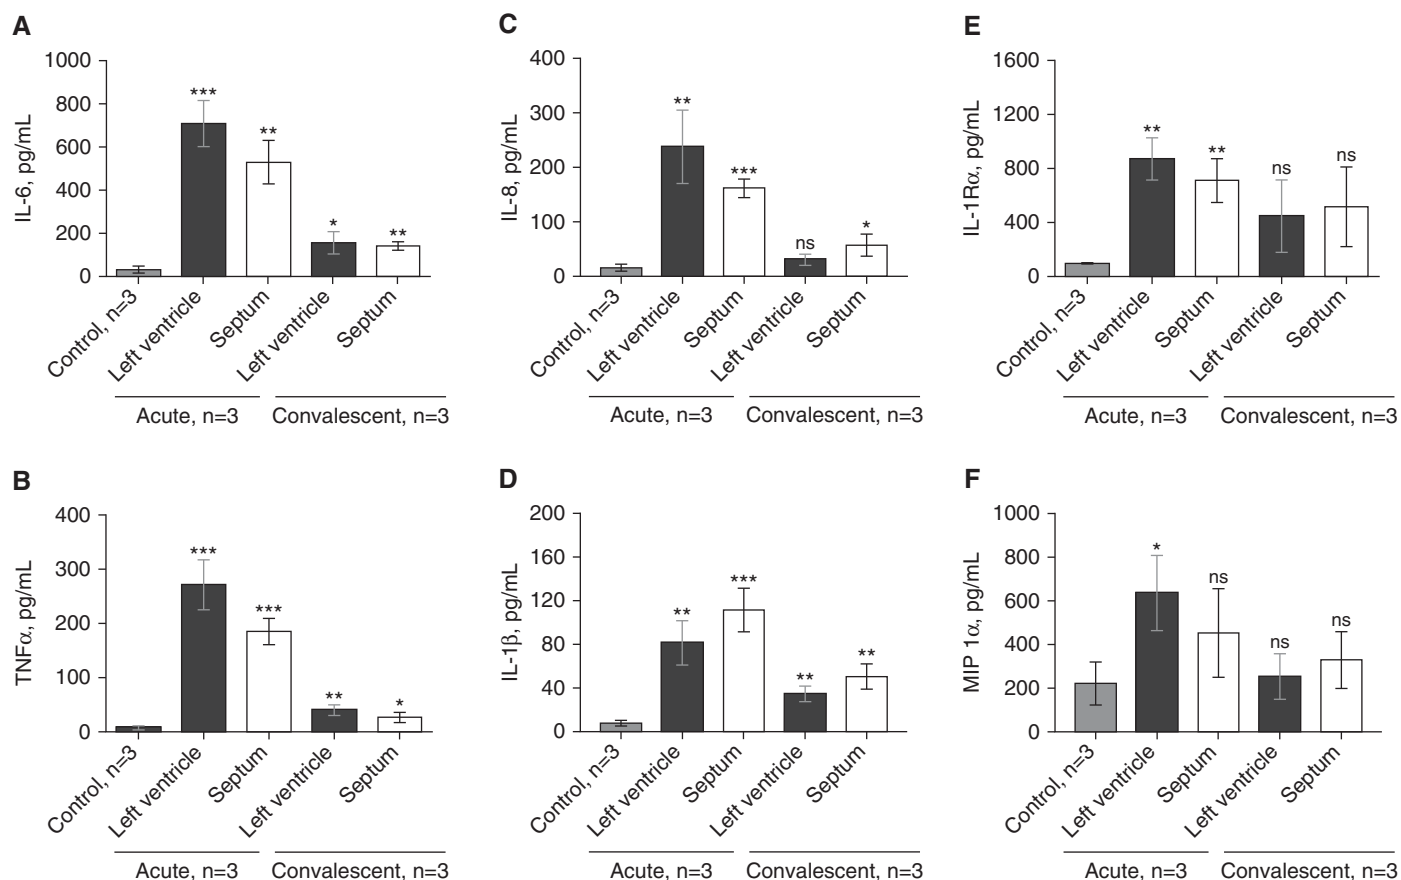 A
IL-6, pg/mL
1000
800
600
400
200
0
***
**
*
**
Control, n=3
Left ventricle
Septum
Left ventricle
Septum
Acute, n=3
Convalescent, n=3
C
IL-8, pg/mL
400
300
200
100
0
**
***
ns
*
Control, n=3
Left ventricle
Septum
Left ventricle
Septum
Acute, n=3
Convalescent, n=3
E
IL-1Rα, pg/mL
1600
1200
800
400
0
**
**
ns
ns
Control, n=3
Left ventricle
Septum
Left ventricle
Septum
Acute, n=3
Convalescent, n=3
B
TNFα, pg/mL
400
300
200
100
0
***
***
**
*
Control, n=3
Left ventricle
Septum
Left ventricle
Septum
Acute, n=3
Convalescent, n=3
D
IL-1β, pg/mL
200
160
120
80
40
0
**
***
**
**
Control, n=3
Left ventricle
Septum
Left ventricle
Septum
Acute, n=3
Convalescent, n=3
F
MIP 1α, pg/mL
1000
800
600
400
200
0
*
ns
ns
ns
Control, n=3
Left ventricle
Septum
Left ventricle
Septum
Acute, n=3
Convalescent, n=3